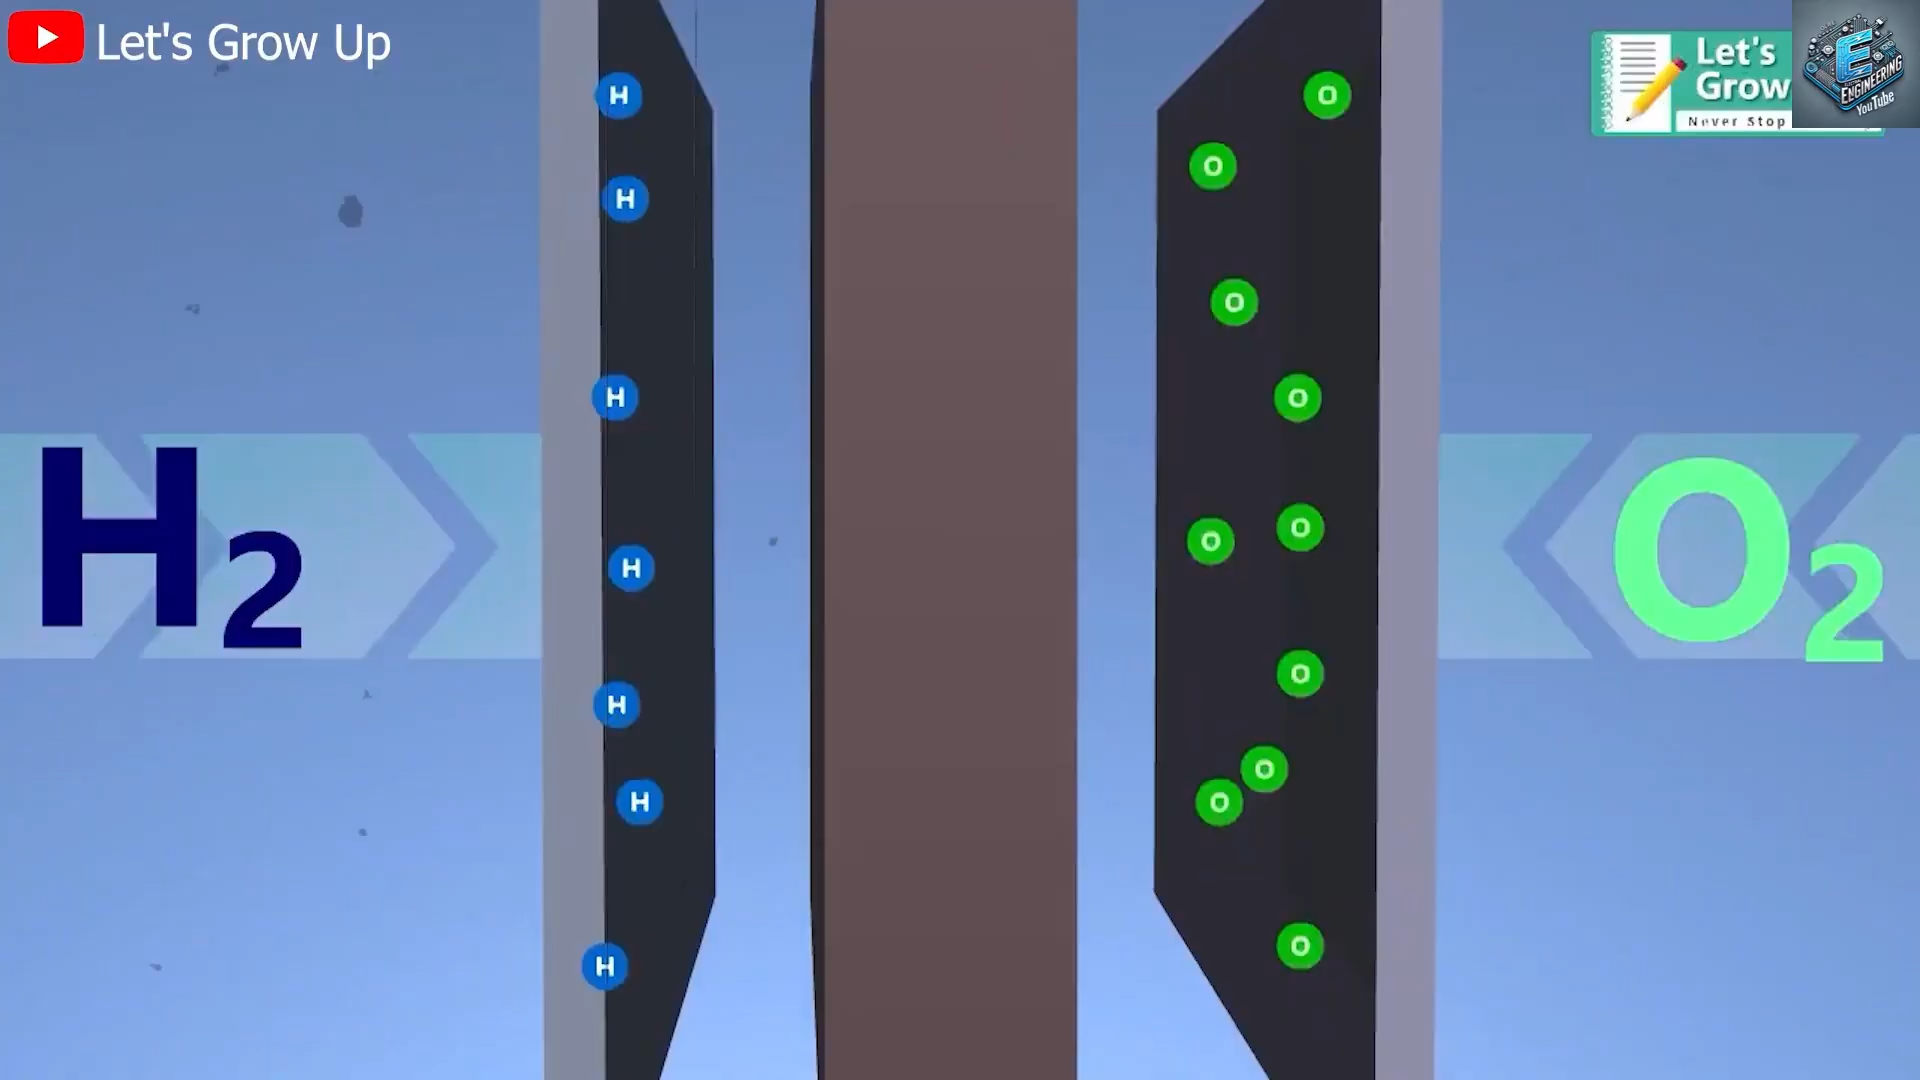 Let's Grow Up
Let's
Grow
Never Stop
E
ENGINEERING
YouTube
H
H
H
H
H
H
H
O
O
O
O
O
O
O
O
O
O
H2
O2